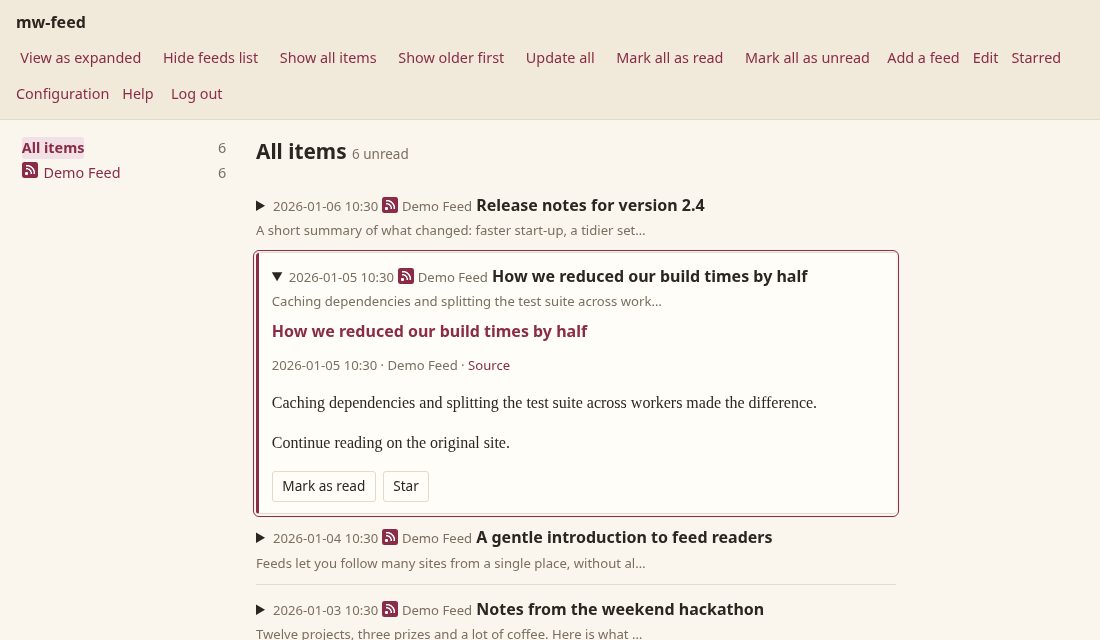 mw-feed
View as expanded Hide feeds list Show all items Show older first Update all Mark all as read Mark all as unread Add a feed Edit Starred
Configuration Help Log out
All items 6
Demo Feed 6
All items 6 unread
2026-01-06 10:30 Demo Feed Release notes for version 2.4
A short summary of what changed: faster start-up, a tidier set…
2026-01-05 10:30 Demo Feed How we reduced our build times by half
Caching dependencies and splitting the test suite across work…
How we reduced our build times by half
2026-01-05 10:30 · Demo Feed · Source
Caching dependencies and splitting the test suite across workers made the difference.
Continue reading on the original site.
Mark as read Star
2026-01-04 10:30 Demo Feed A gentle introduction to feed readers
Feeds let you follow many sites from a single place, without al…
2026-01-03 10:30 Demo Feed Notes from the weekend hackathon
Twelve projects, three prizes and a lot of coffee. Here is what …